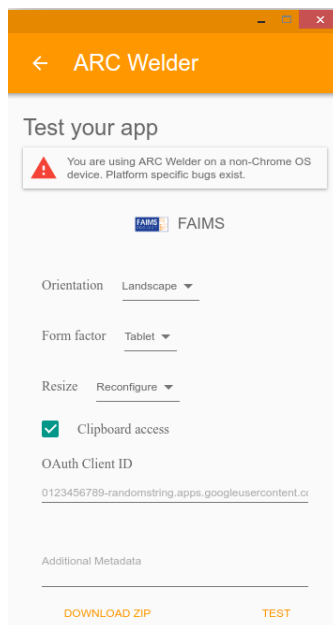 ARC Welder
Test your app
You are using ARC Welder on a non-Chrome OS
device. Platform specific bugs exist.
FAIMS FAIMS
Orientation Landscape
Form factor Tablet
Resize Reconfigure
Clipboard access
OAuth Client ID
0123456789-randomstring.apps.googleusercontent.co
Additional Metadata
DOWNLOAD ZIP TEST